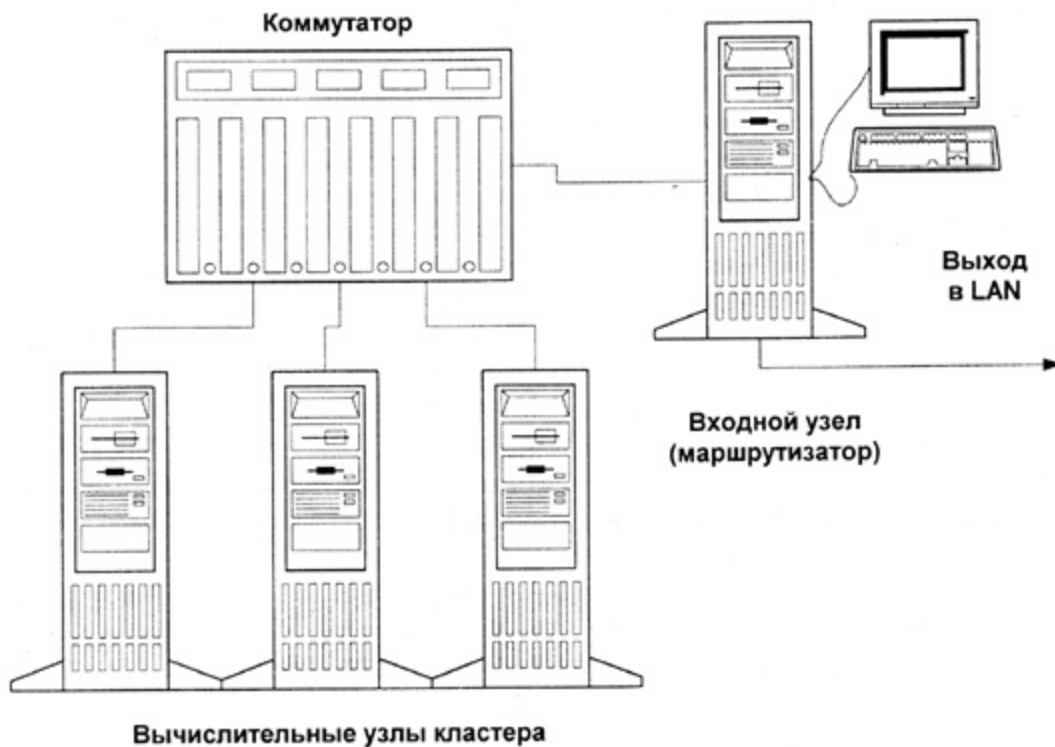 Коммутатор
Выход
в LAN
Входной узел
(маршрутизатор)
Вычислительные узлы кластера